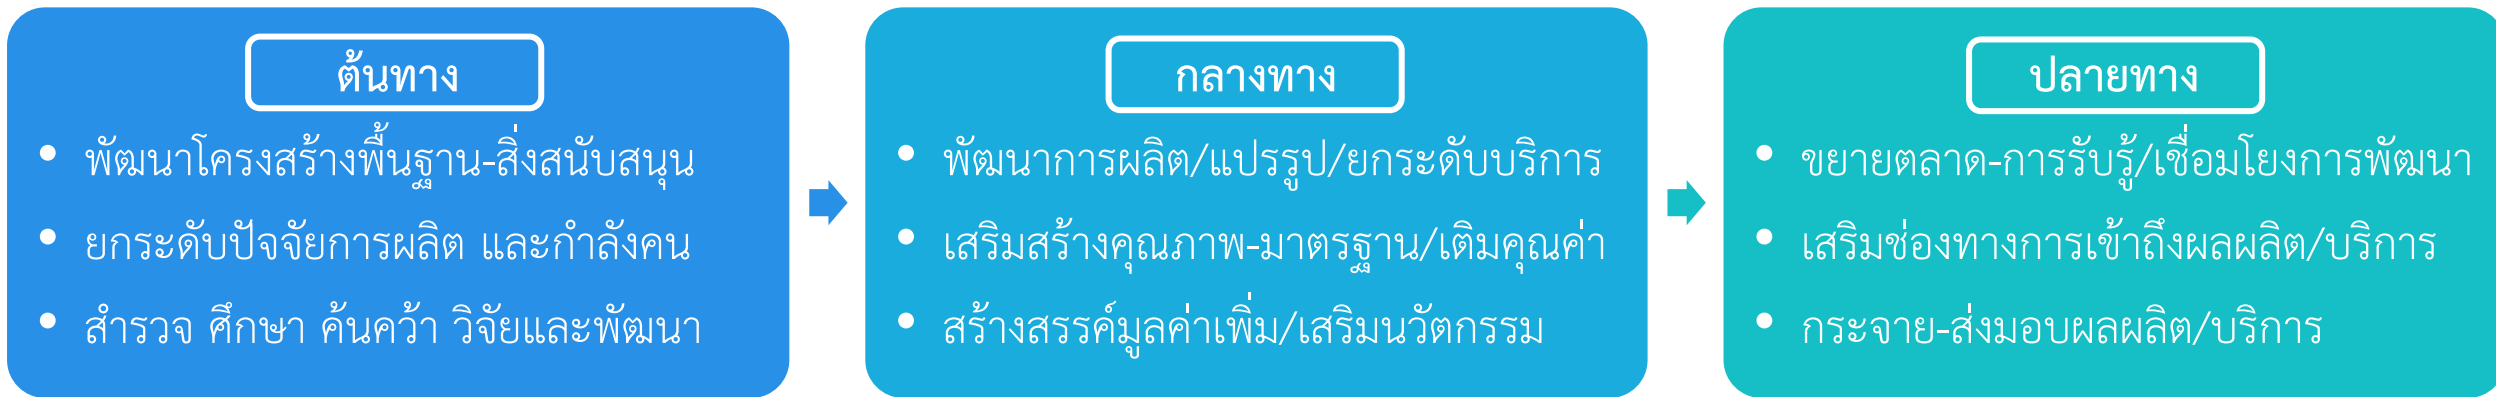 ต้นทาง
• พัฒนาโครงสร้างพื้นฐาน-สิ่งสนับสนุน
• ยกระดับปัจจัยการผลิต และกำลังคน
• สำรวจ ศึกษา ค้นคว้า วิจัยและพัฒนา
กลางทาง
• พัฒนการผลิต/แปรรูป/ยกระดับบริการ
• เสริมสร้างคุณภาพ-มาตรฐาน/เติมคุณค่า
• สร้างสรรค์มูลค่าเพิ่ม/เสริมนวัตกรรม
ปลายทาง
• ขยายตลาด-การรับรู้/เชื่อมโยงการพัฒนา
• เสริมช่องทางการเข้าถึงผลผลิต/บริการ
• กระจาย-ส่งมอบผลผลิต/บริการ